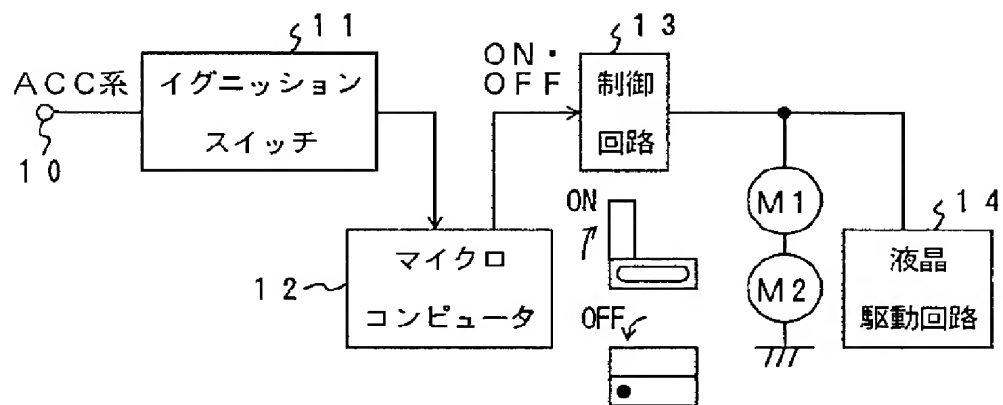 11
ACC系
10
イグニッション
スイッチ
ON・
OFF
13
制御
回路
12
マイクロ
コンピュータ
ON
OFF
M1
M2
14
液晶
駆動回路